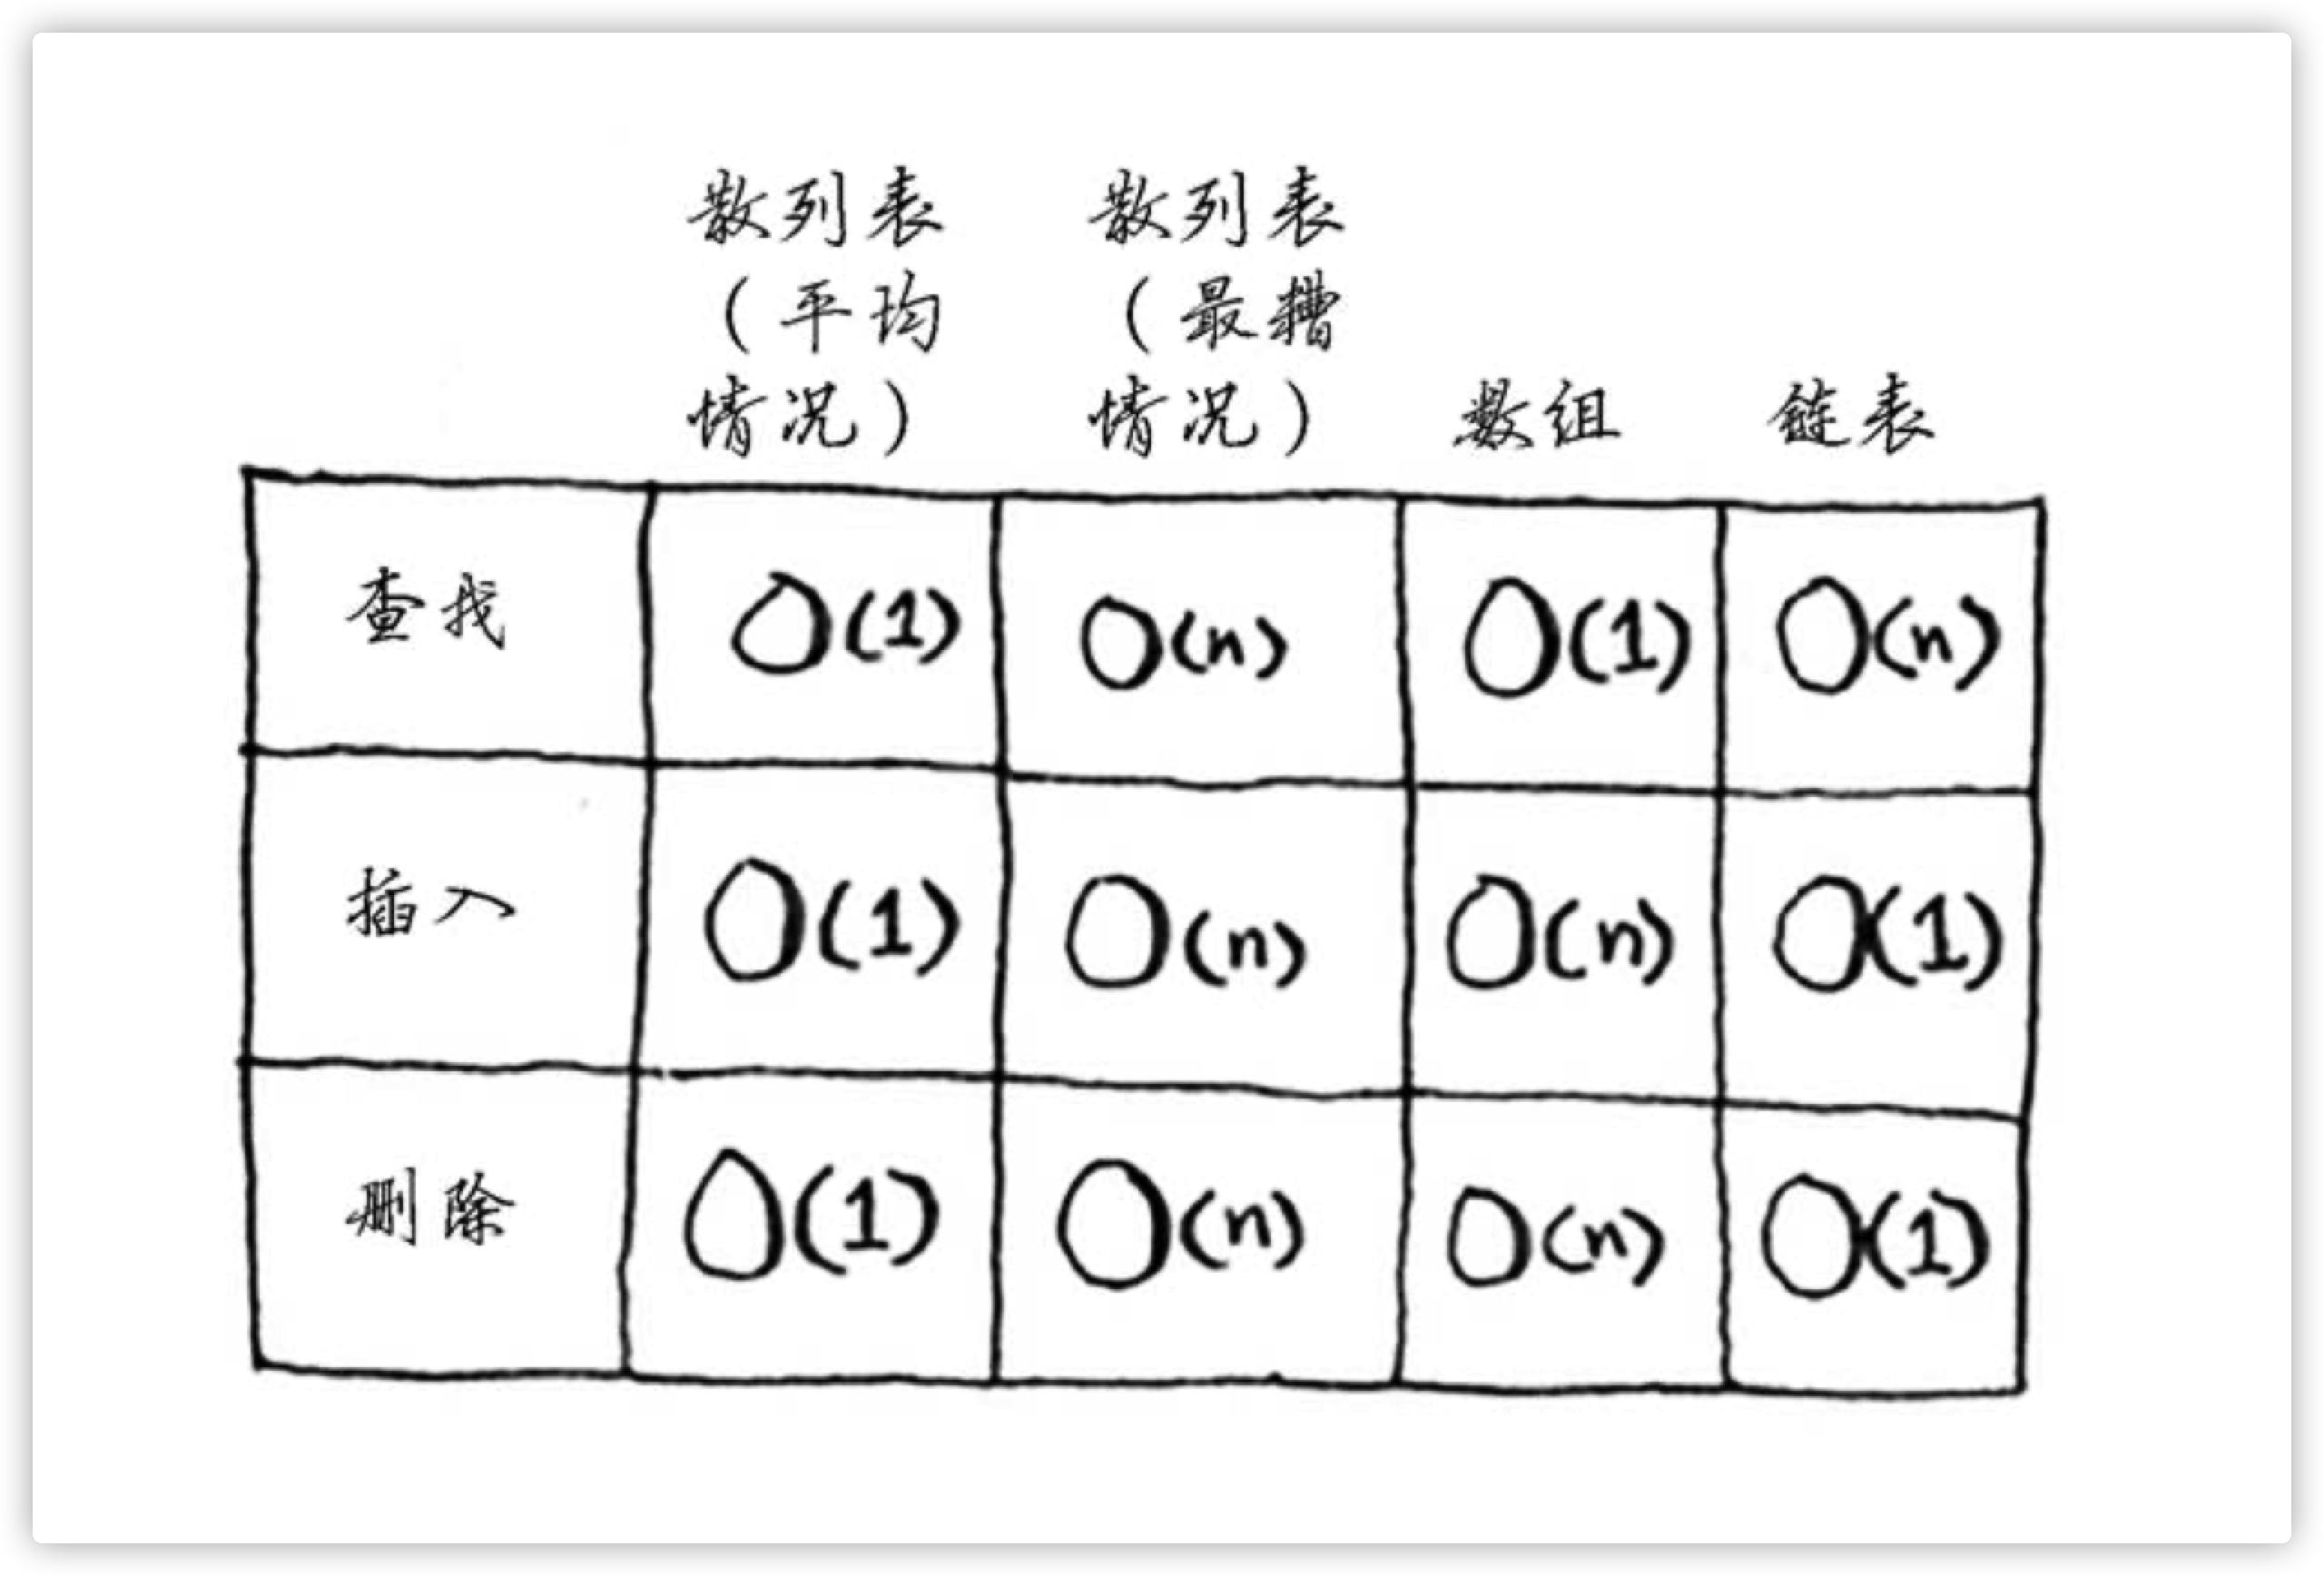 散列表
（平均
情况）
散列表
（最糟
情况）
数组
链表
查找 O(1) O(n) O(1) O(n)
插入 O(1) O(n) O(n) O(1)
删除 O(1) O(n) O(n) O(1)